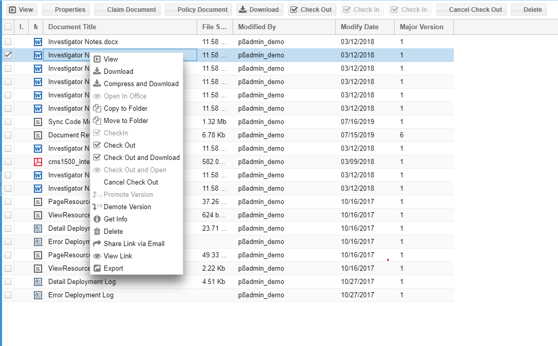 View Properties Claim Document Policy Document Download Check Out Check In Check In Cancel Check Out Delete
I. M Document Title File S... Modified By Modify Date Major Version
Investigator Notes.docx 11.58 ... p8admin_demo 03/12/2018 1
Investigator N 11.58 ... p8admin_demo 03/12/2018 1
View
Investigator N 11.58 ... p8admin_demo 03/12/2018 1
Download
Investigator N 11.58 ... p8admin_demo 03/12/2018 1
Compress and Download
Investigator N 11.58 ... p8admin_demo 03/12/2018 1
Open In Office
Investigator N 11.58 ... p8admin_demo 03/12/2018 1
Copy to Folder
Sync Code M 1.32 Mb p8admin_demo 07/16/2019 1
Move to Folder
Document Re 6.78 Kb p8admin_demo 07/15/2019 6
CheckIn
Investigator N 11.58 ... p8admin_demo 03/12/2018 1
Check Out
cms1500_inte 582.0... p8admin_demo 03/09/2018 1
Check Out and Download
Investigator N 11.58 ... p8admin_demo 03/12/2018 1
Check Out and Open
Investigator N 11.58 ... p8admin_demo 03/12/2018 1
Cancel Check Out
PageResource 37.26 ... p8admin_demo 10/16/2017 1
Promote Version
Demote Version
ViewResource 624 b... p8admin_demo 10/16/2017 1
Get Info
Detail Deploy 23.71 ... p8admin_demo 10/16/2017 1
Delete
Error Deploym p8admin_demo 10/16/2017 1
Share Link via Email
PageResource 49.33 ... p8admin_demo 10/16/2017 1
View Link
ViewResource 2.22 Kb p8admin_demo 10/16/2017 1
Export
Detail Deployment Log 4.51 Kb p8admin_demo 10/27/2017 1
Error Deployment Log p8admin_demo 10/27/2017 1